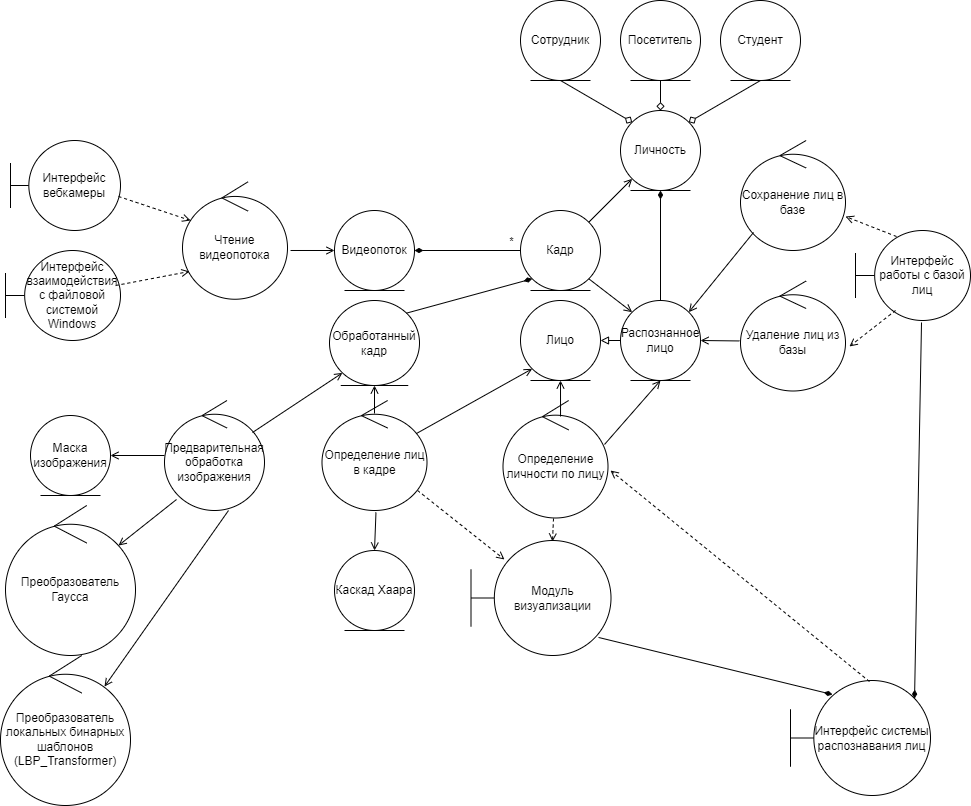 Сотрудник
Посетитель
Студент
Личность
Интерфейс
вебкамеры
Сохранение лиц в
базе
Чтение
видеопотока
Видеопоток
*
Кадр
Интерфейс
работы с базой
лиц
Интерфейс
взаимодействия
с файловой
системой
Windows
Обработанный
кадр
Лицо
Распознанное
лицо
Удаление лиц из
базы
Маска
изображения
Предварительная
обработка
изображения
Определение лиц
в кадре
Определение
личности по лицу
Преобразователь
Гаусса
Каскад Хаара
Модуль
визуализации
Преобразователь
локальных бинарных
шаблонов
(LBP_Transformer)
Интерфейс системы
распознавания лиц